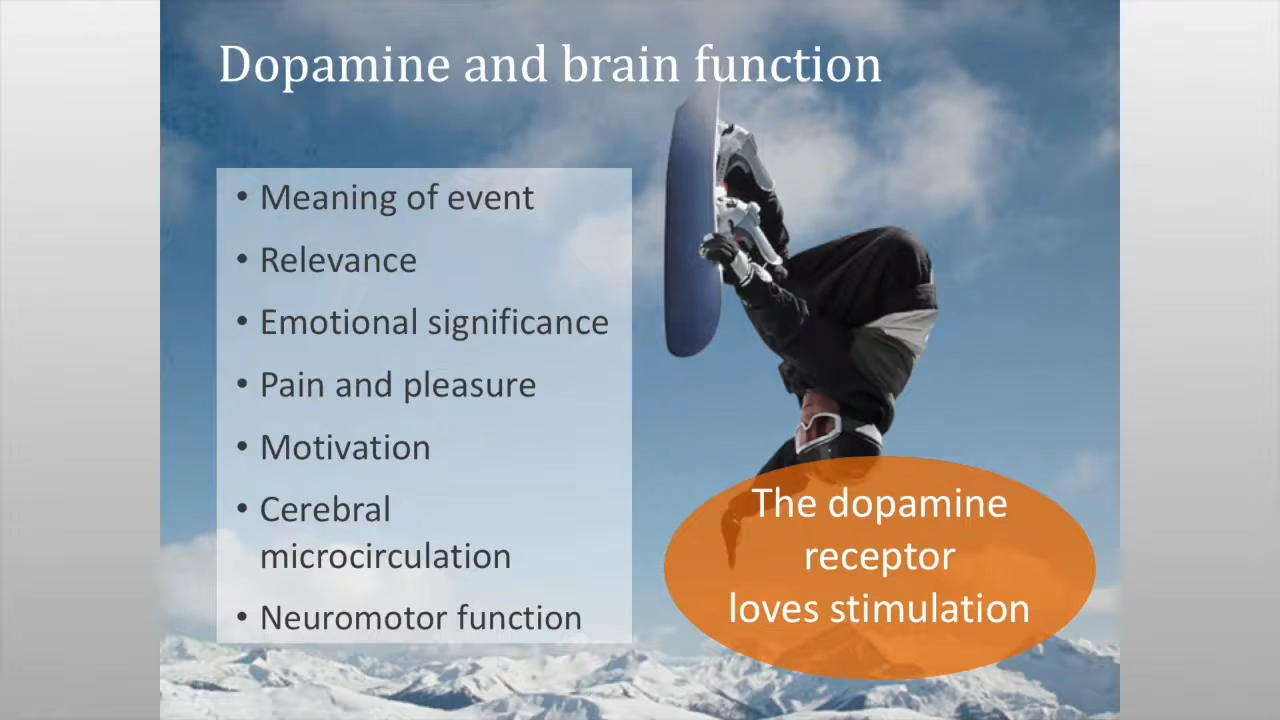 Dopamine and brain function
• Meaning of event
• Relevance
• Emotional significance
• Pain and pleasure
• Motivation
• Cerebral
microcirculation
• Neuromotor function
The dopamine
receptor
loves stimulation